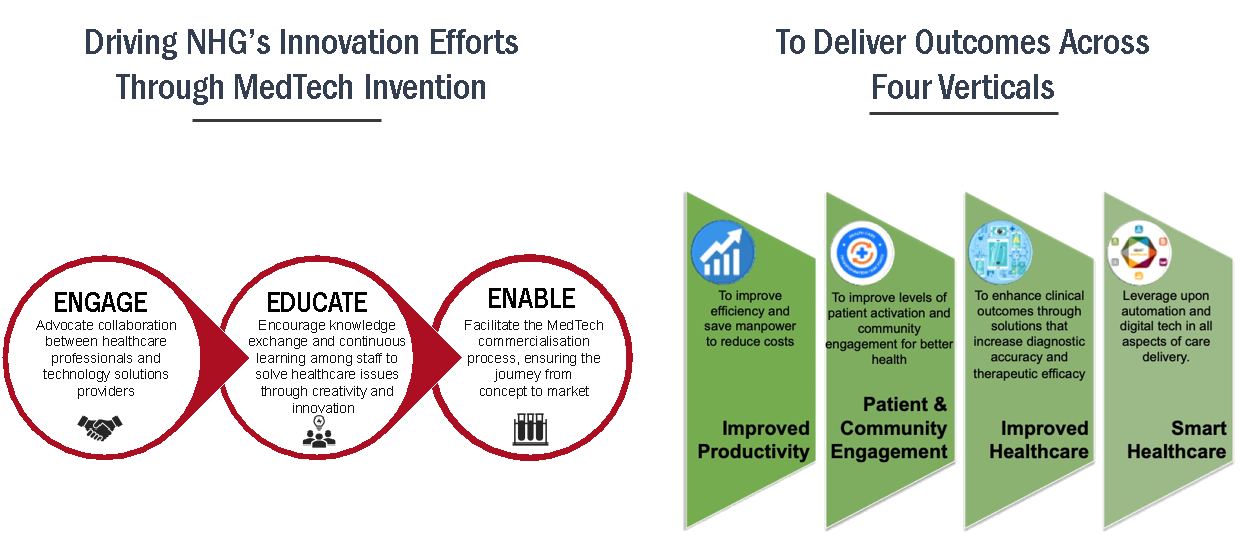 Driving NHG's Innovation Efforts
Through MedTech Invention
ENGAGE
Advocate collaboration
between healthcare
professionals and
technology solutions
providers
EDUCATE
Encourage knowledge
exchange and continuous
learning among staff to
solve healthcare issues
through creativity and
innovation
ENABLE
Facilitate the MedTech
commercialisation
process, ensuring the
journey from
concept to market
To Deliver Outcomes Across
Four Verticals
To improve
efficiency and
save manpower
to reduce costs
Improved
Productivity
To improve levels of
patient activation and
community
engagement for better
health
Patient &
Community
Engagement
To enhance clinical
outcomes through
solutions that
increase diagnostic
accuracy and
therapeutic efficacy
Improved
Healthcare
Leverage upon
automation and
digital tech in all
aspects of care
delivery.
Smart
Healthcare